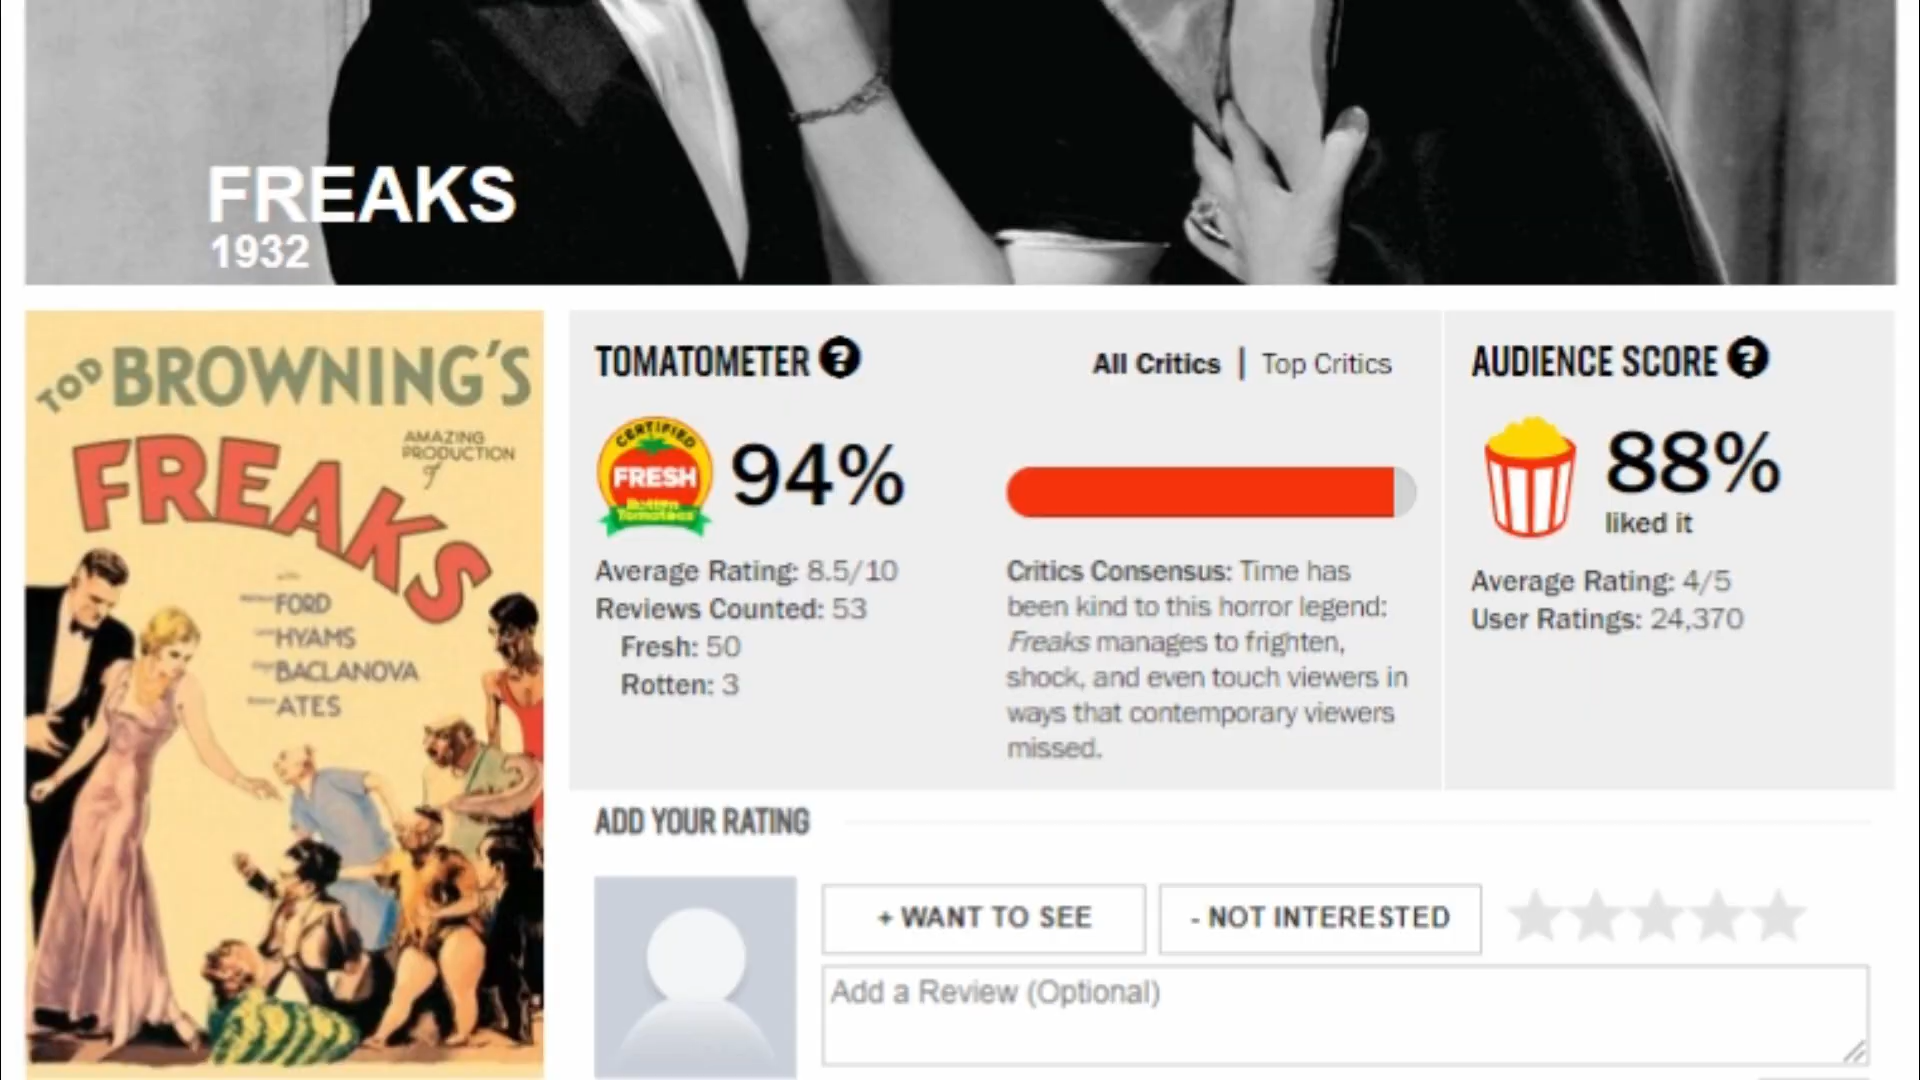 FREAKS
1932
TOD BROWNING'S
AMAZING
PRODUCTION
of
FREAKS
FORD
HYAMS
BACLANOVA
ATES
TOMATOMETER ?
All Critics | Top Critics
CERTIFIED
FRESH
Rotten
Tomatoes
94%
Average Rating: 8.5/10
Reviews Counted: 53
Fresh: 50
Rotten: 3
Critics Consensus: Time has
been kind to this horror legend:
Freaks manages to frighten,
shock, and even touch viewers in
ways that contemporary viewers
missed.
AUDIENCE SCORE ?
88%
liked it
Average Rating: 4/5
User Ratings: 24,370
ADD YOUR RATING
+ WANT TO SEE
- NOT INTERESTED
Add a Review (Optional)